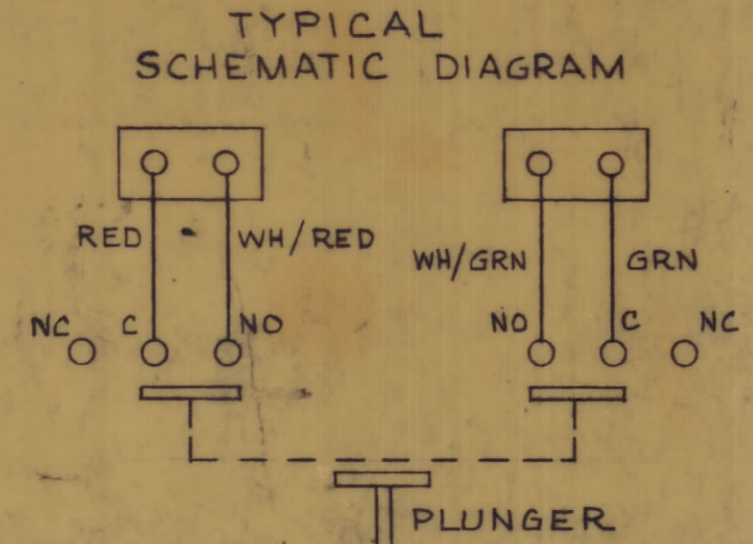 TYPICAL
SCHEMATIC DIAGRAM
RED WH/RED WH/GRN GRN
NC C NO NO C NC
PLUNGER